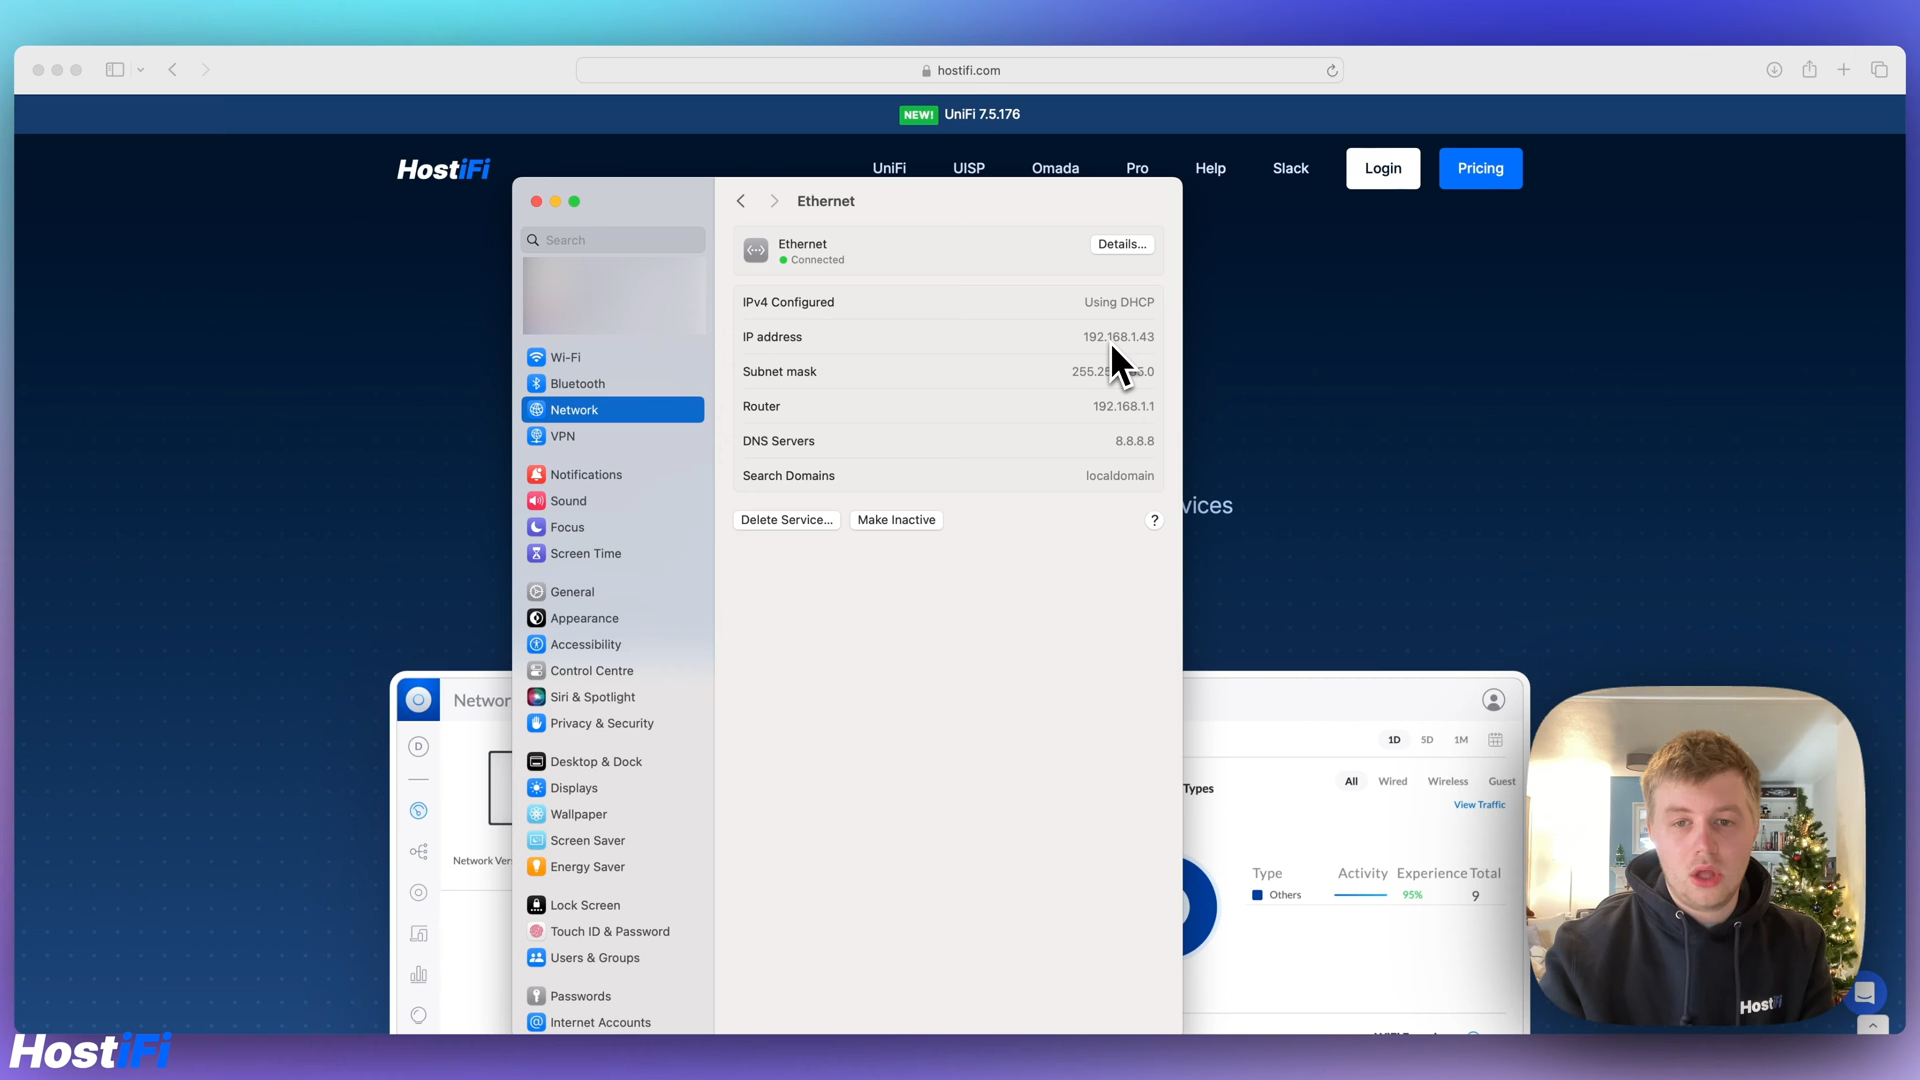 hostifi.com
NEW! UniFi 7.5.176
HostiFi
UniFi
UISP
Omada
Pro
Help
Slack
Login
Pricing
Ethernet
Search
Ethernet
Connected
Details...
IPv4 Configured
Using DHCP
IP address
192.168.1.43
Subnet mask
Router
192.168.1.1
DNS Servers
8.8.8.8
Search Domains
localdomain
Delete Service...
Make Inactive
?
Wi-Fi
Bluetooth
Network
VPN
Notifications
Sound
Focus
Screen Time
General
Appearance
Accessibility
Control Centre
Siri & Spotlight
Privacy & Security
Desktop & Dock
Displays
Wallpaper
Screen Saver
Energy Saver
Lock Screen
Touch ID & Password
Users & Groups
Passwords
Internet Accounts
vices
Networ
D
Network Ver
1D
5D
1M
Types
All
Wired
Wireless
Guest
View Traffic
Type
Activity
Experience
Total
Others
95%
9
HostiFi
HostiFi